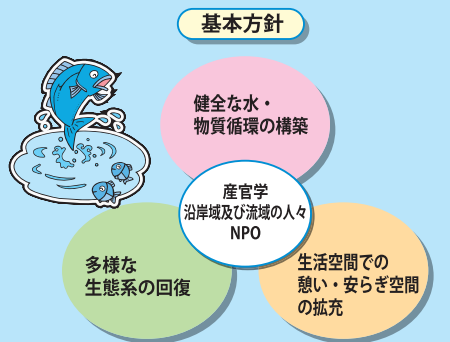 基本方針
健全な水・
物質循環の構築
産官学
沿岸域及び流域の人々
NPO
多様な
生態系の回復
生活空間での
憩い・安らぎ空間
の拡充